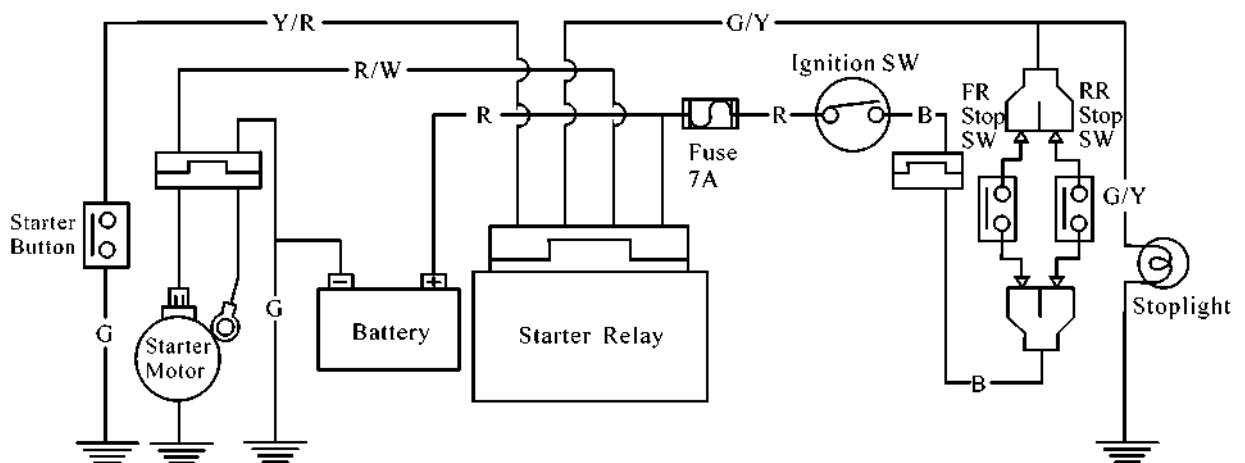 Y/R
G/Y
R/W
Ignition SW
FR
Stop
SW
RR
Stop
SW
R
R
B
Fuse
7A
G/Y
Starter
Button
G
G
Starter
Motor
−
+
Battery
Starter Relay
Stoplight
B